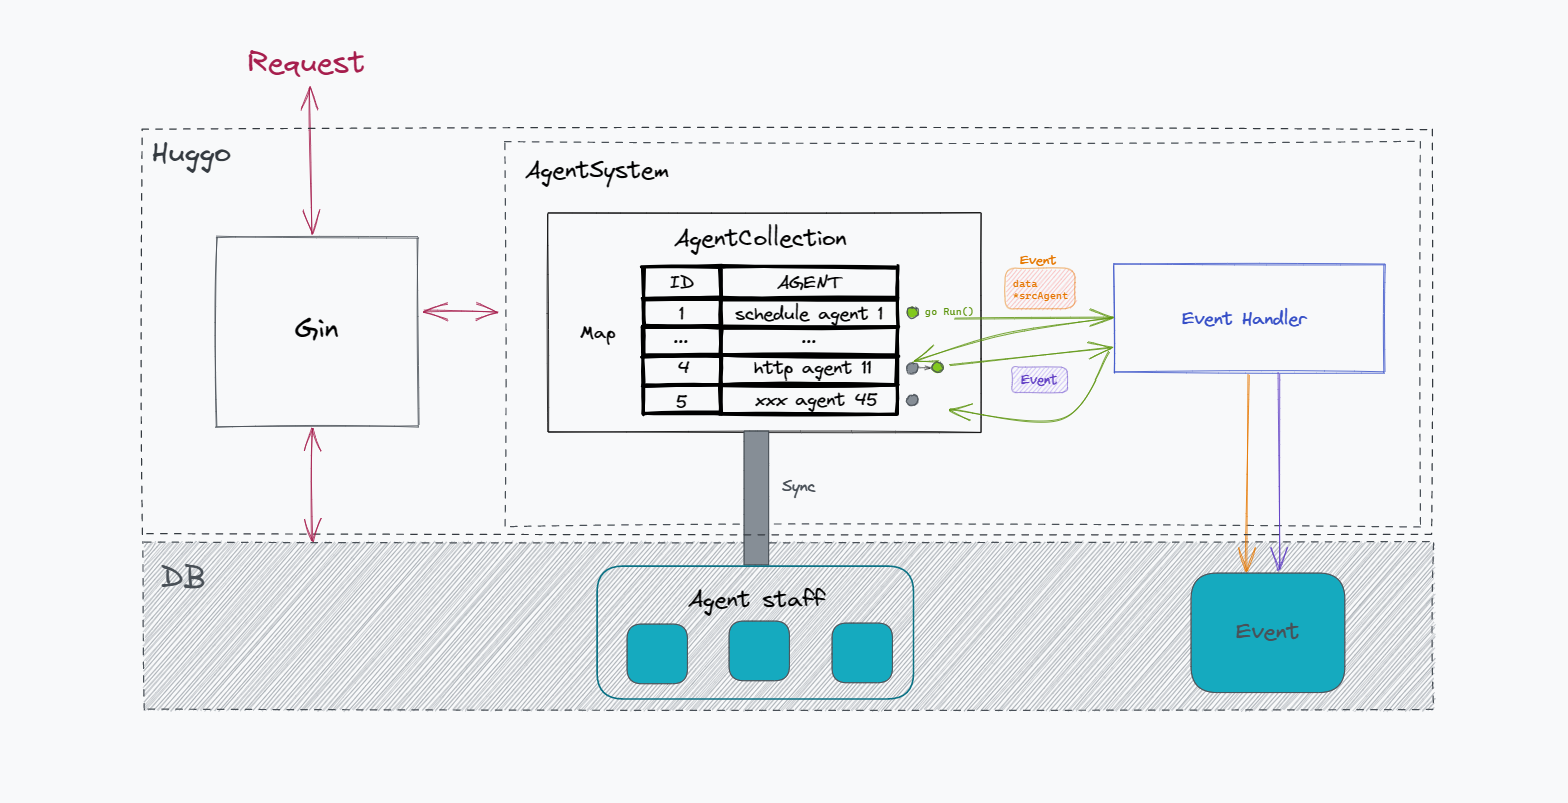 Request
Huggo
AgentSystem
Gin
AgentCollection
Map
ID AGENT
1 schedule agent 1
... ...
4 http agent 11
5 xxx agent 45
go Run()
Event
data
*srcAgent
Event
Event Handler
Sync
DB
Agent staff
Event